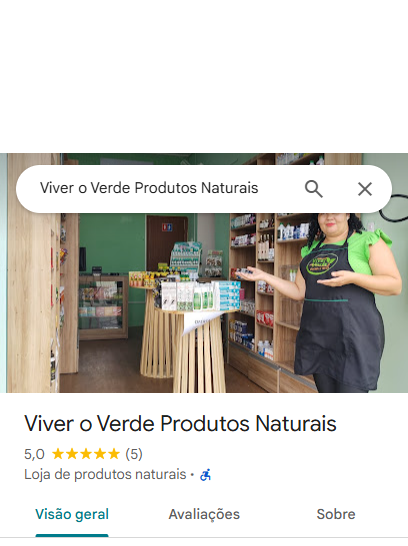 Viver o Verde Produtos Naturais
Viver o Verde Produtos Naturais
5,0 ★★★★★ (5)
Loja de produtos naturais ·
Visão geral
Avaliações
Sobre